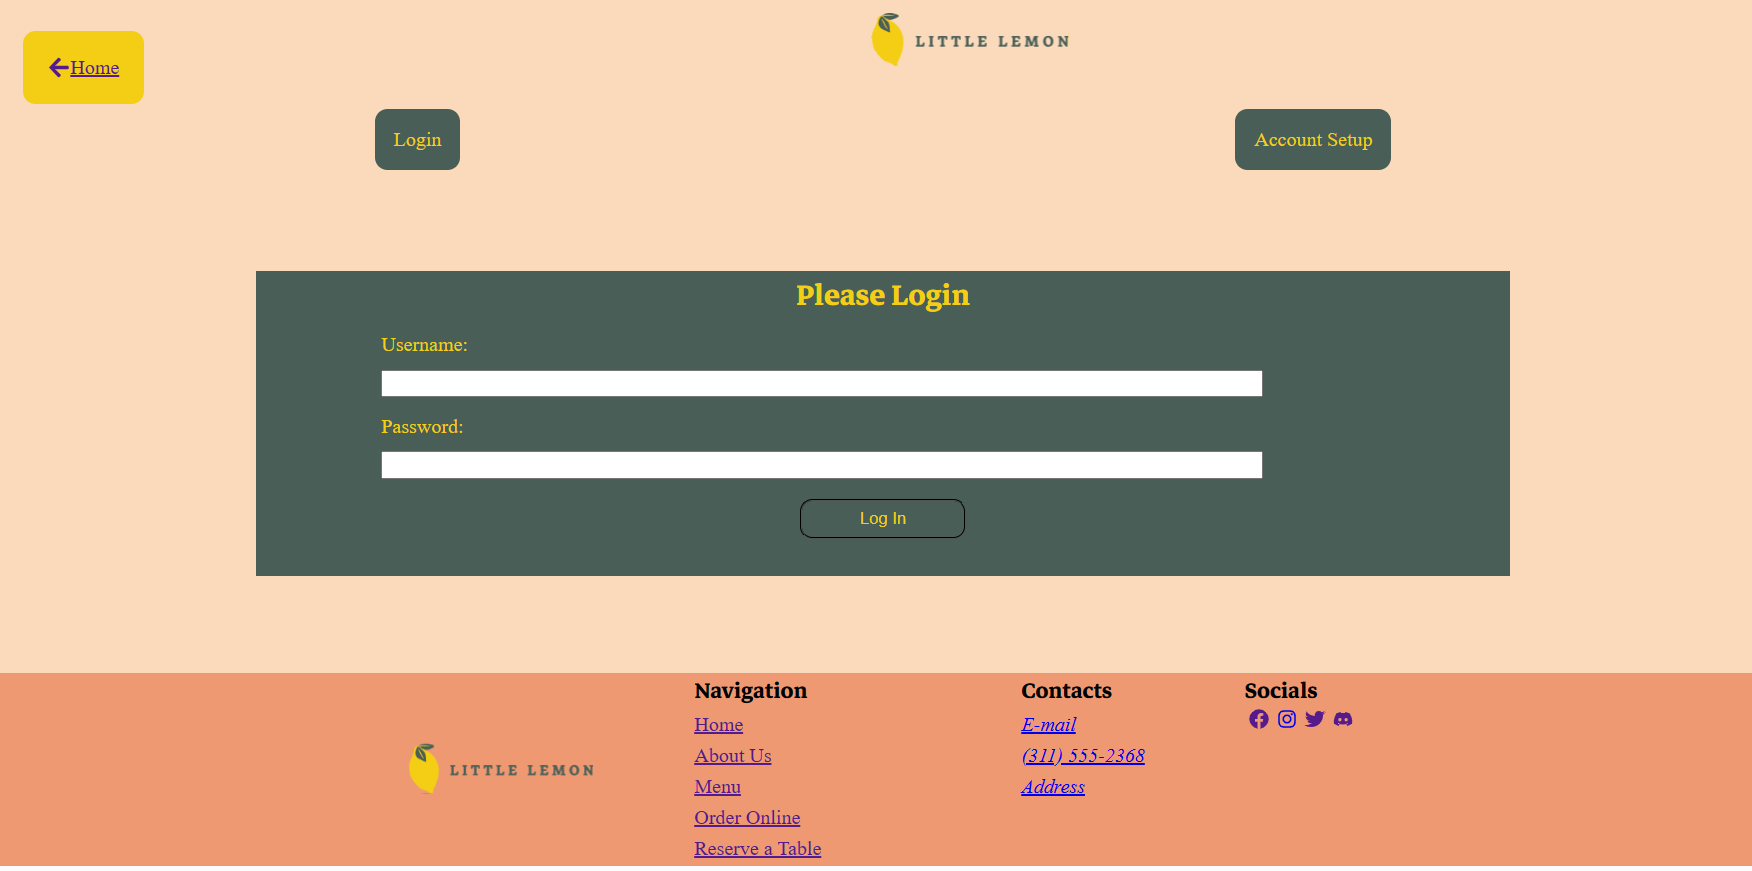 LITTLE LEMON
Home
Login
Account Setup
Please Login
Username:
Password:
Log In
LITTLE LEMON
Navigation
Home
About Us
Menu
Order Online
Reserve a Table
Contacts
E-mail
(311) 555-2368
Address
Socials